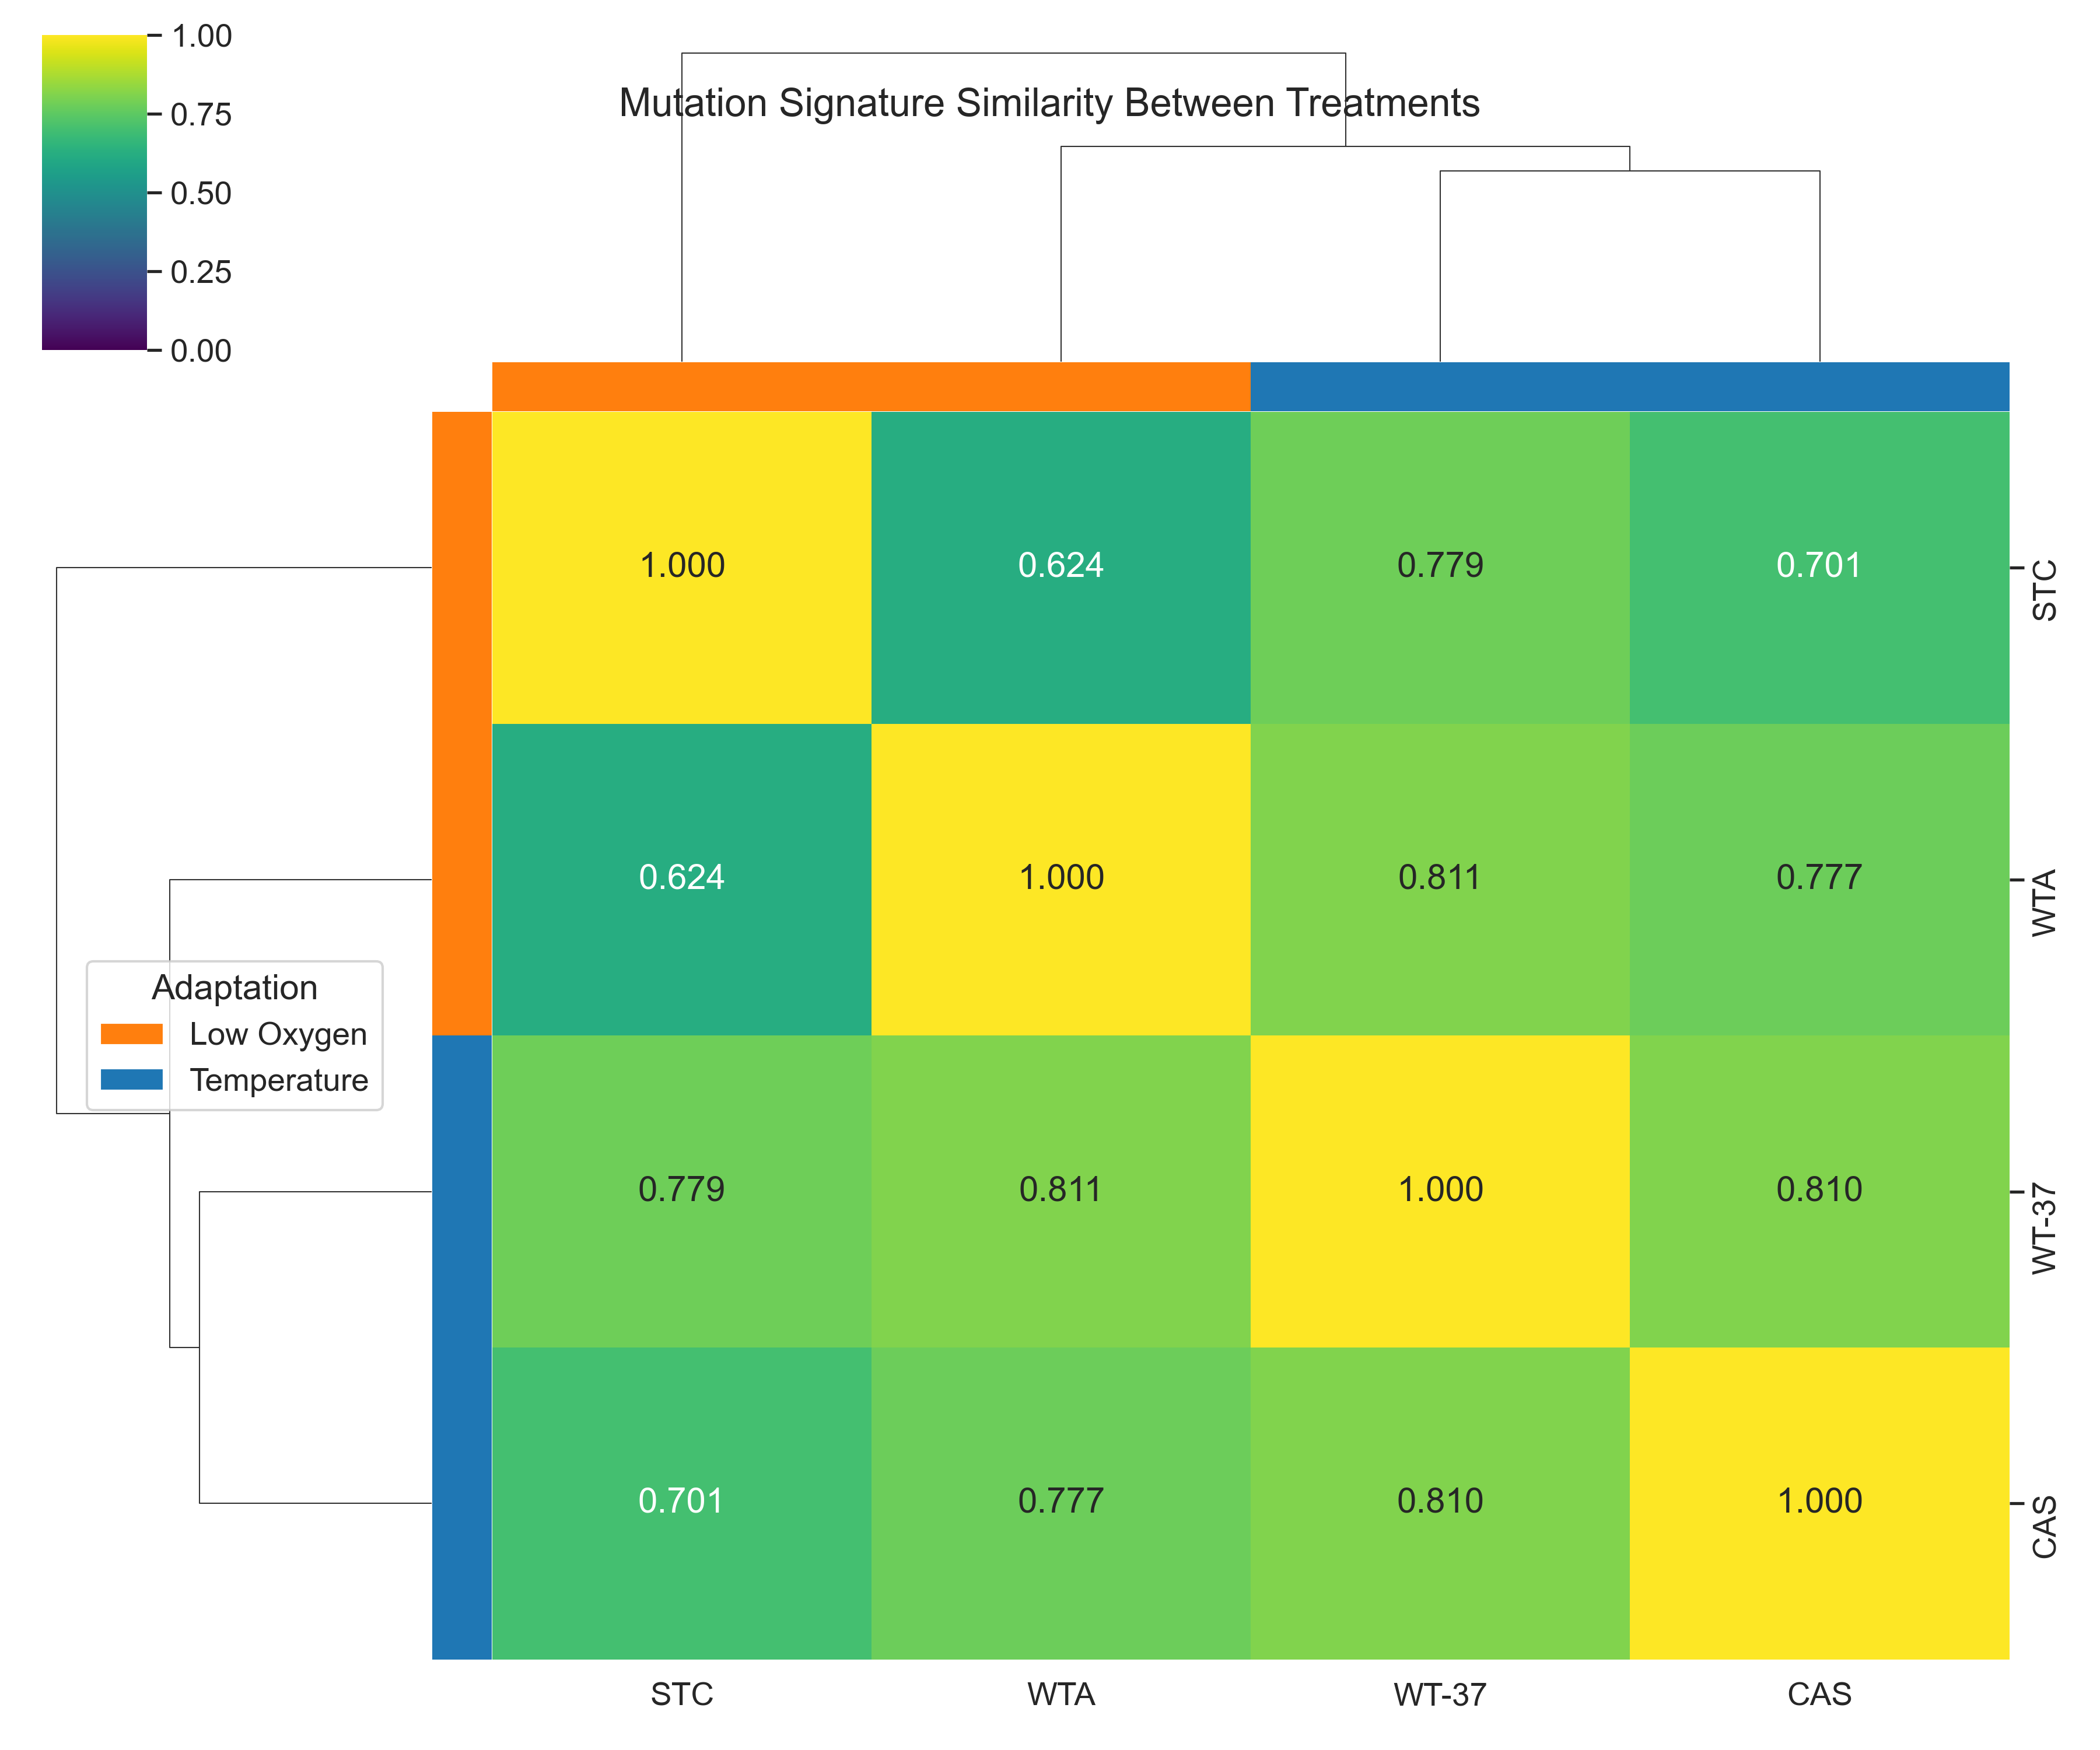 1.00
0.75
0.50
0.25
0.00
Mutation Signature Similarity Between Treatments
1.000 0.624 0.779 0.701
STC
0.624 1.000 0.811 0.777
WTA
Adaptation
Low Oxygen
Temperature
0.779 0.811 1.000 0.810
WT-37
0.701 0.777 0.810 1.000
CAS
STC WTA WT-37 CAS